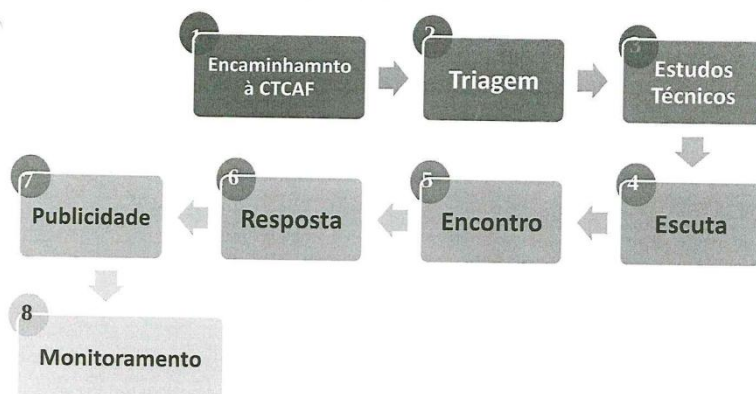 1
Encaminhamnto
à CTCAF
2
Triagem
3
Estudos
Técnicos
4
Escuta
5
Encontro
6
Resposta
7
Publicidade
8
Monitoramento